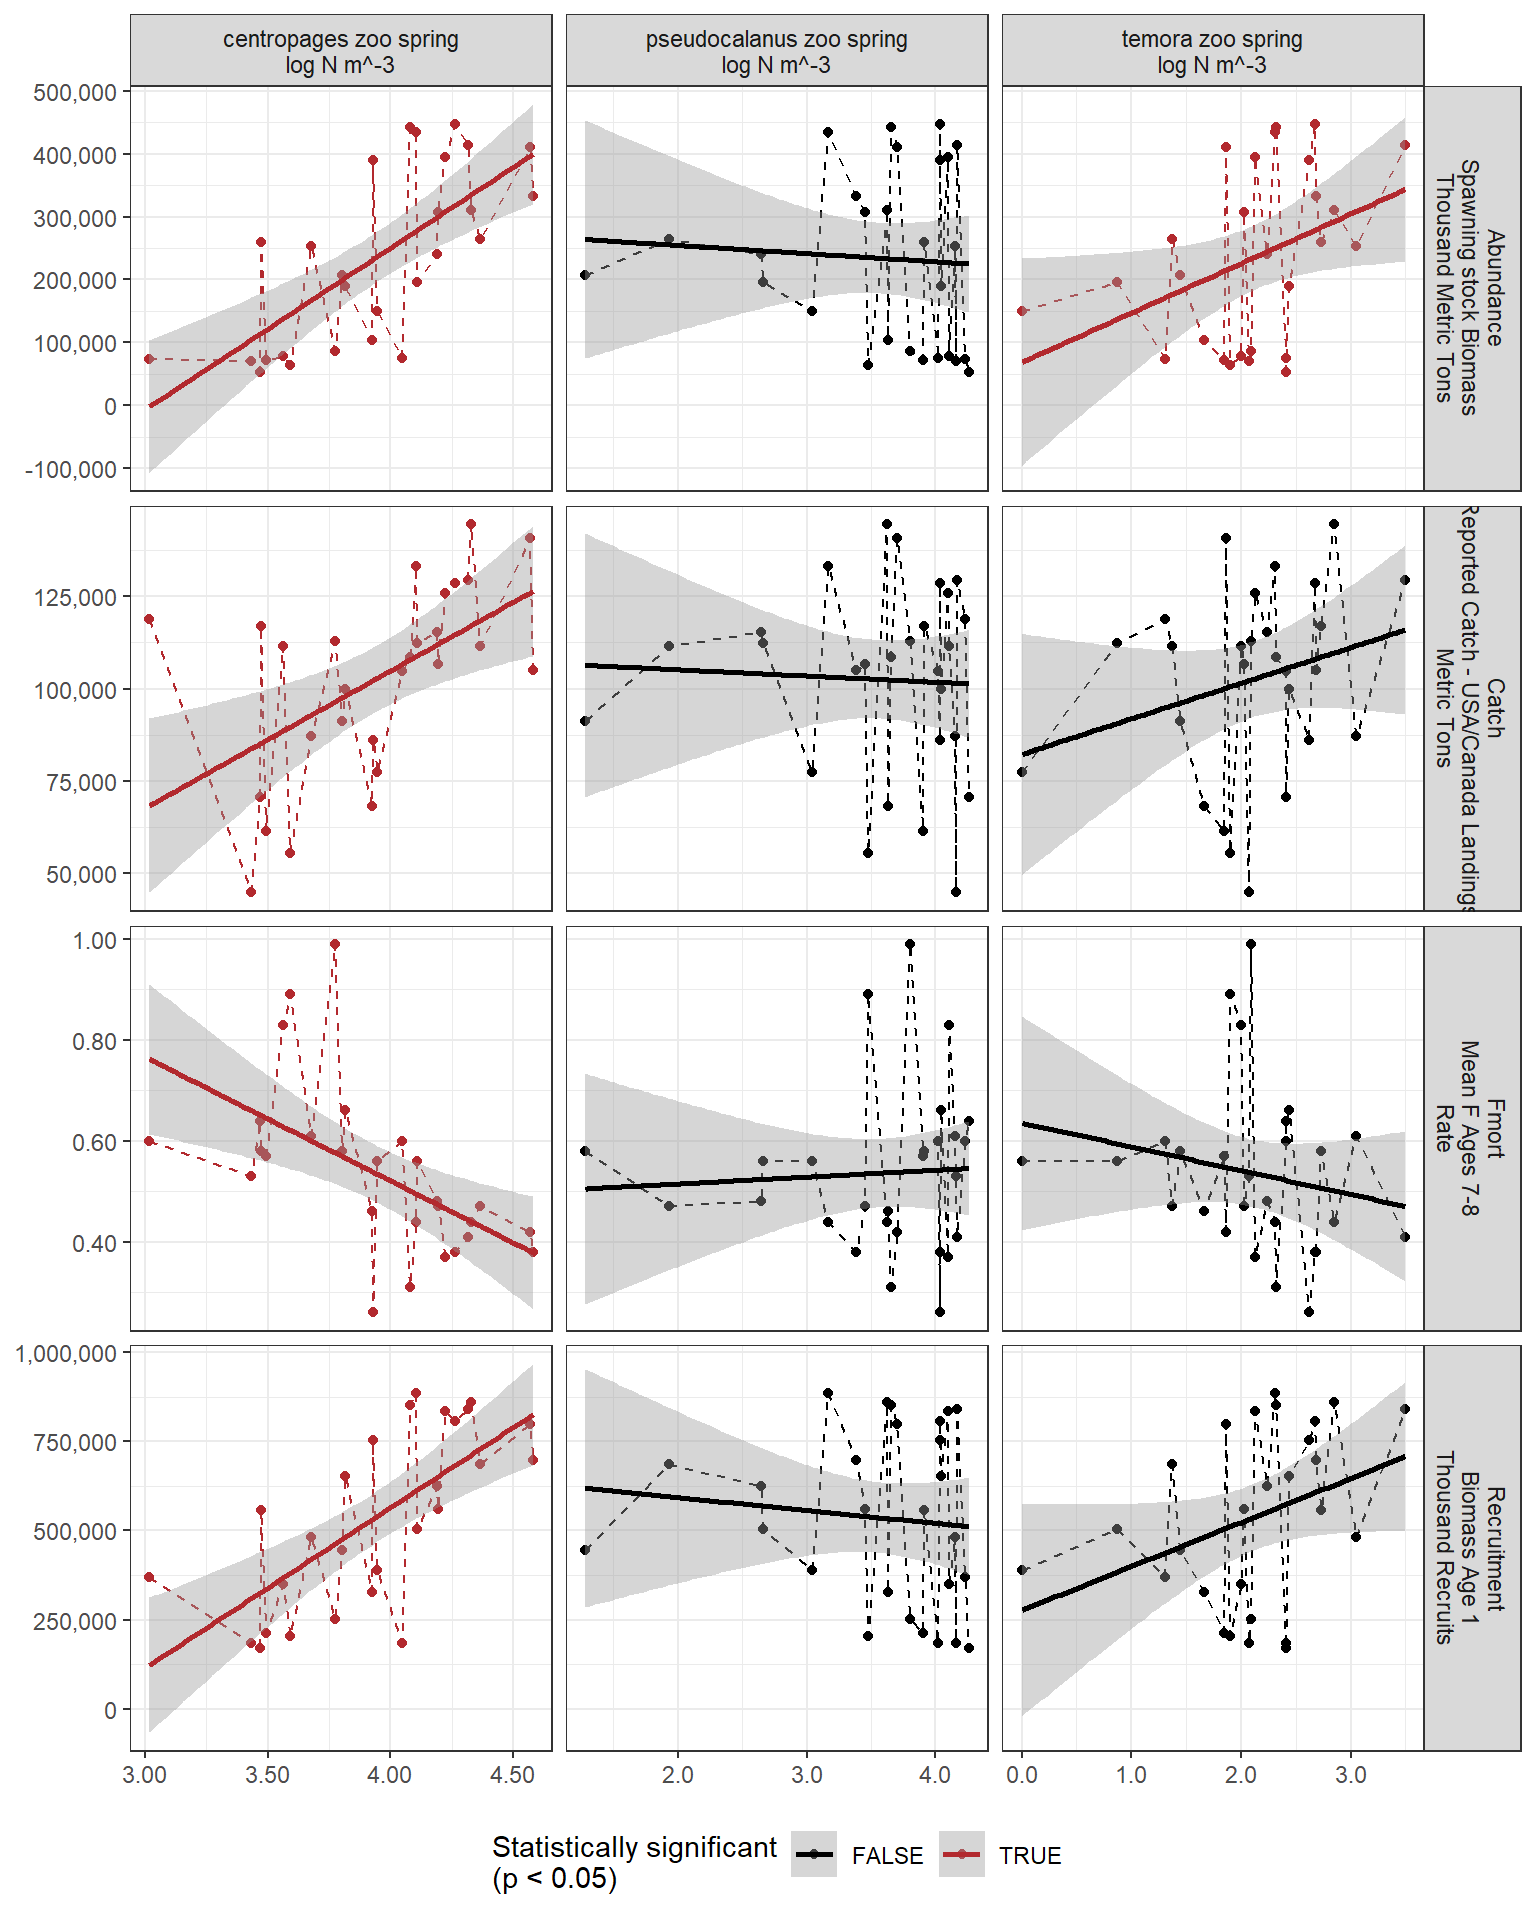 centropages zoo spring
log N m^-3
pseudocalanus zoo spring
log N m^-3
temora zoo spring
log N m^-3
500,000
400,000
300,000
200,000
100,000
0
-100,000
Abundance
Spawning stock Biomass
Thousand Metric Tons
125,000
100,000
75,000
50,000
Catch
Reported Catch - USA/Canada Landings
Metric Tons
1.00
0.80
0.60
0.40
Fmort
Mean F Ages 7-8
Rate
1,000,000
750,000
500,000
250,000
0
Recruitment
Biomass Age 1
Thousand Recruits
3.00 3.50 4.00 4.50
2.0 3.0 4.0
0.0 1.0 2.0 3.0
Statistically significant
(p < 0.05)
FALSE
TRUE